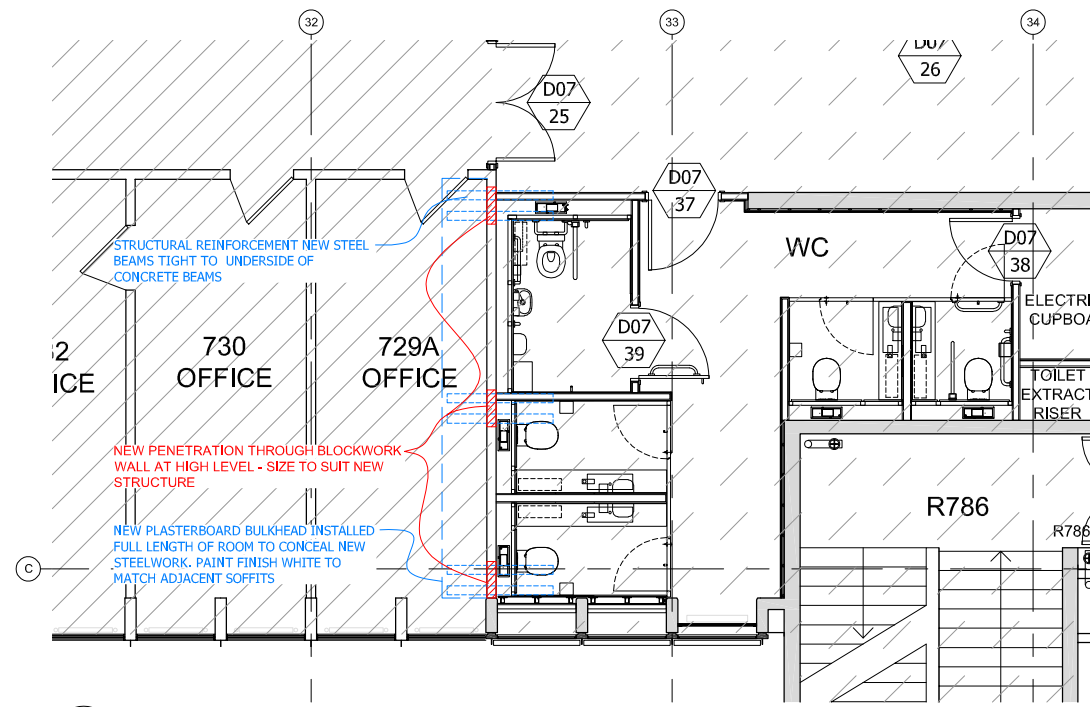 32
33
34
D07
25
D07
26
D07
37
WC
D07
38
STRUCTURAL REINFORCEMENT NEW STEEL
BEAMS TIGHT TO UNDERSIDE OF
CONCRETE BEAMS
ELECTRI
CUPBOA
D07
39
32
ICE
730
OFFICE
729A
OFFICE
TOILET
EXTRACT
RISER
NEW PENETRATION THROUGH BLOCKWORK
WALL AT HIGH LEVEL - SIZE TO SUIT NEW
STRUCTURE
R786
R786
NEW PLASTERBOARD BULKHEAD INSTALLED
FULL LENGTH OF ROOM TO CONCEAL NEW
STEELWORK. PAINT FINISH WHITE TO
MATCH ADJACENT SOFFITS
C